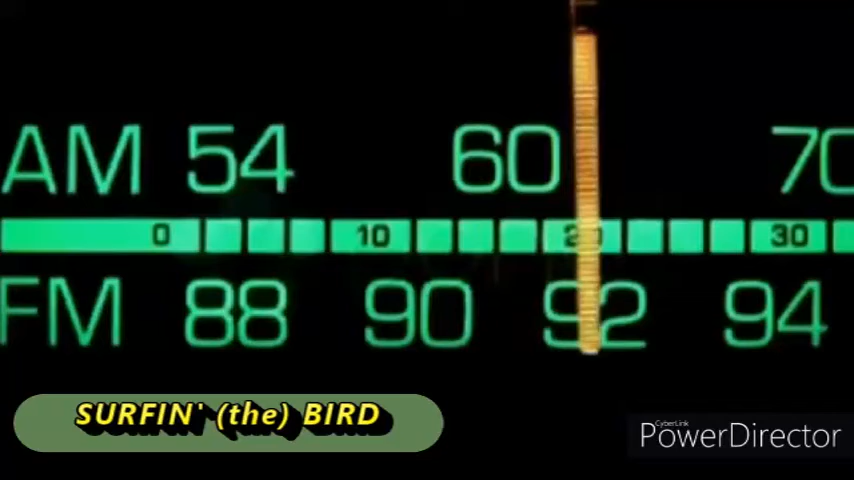 AM 54 60 70
0 10 20 30
FM 88 90 92 94
SURFIN' (the) BIRD
CyberLink
PowerDirector